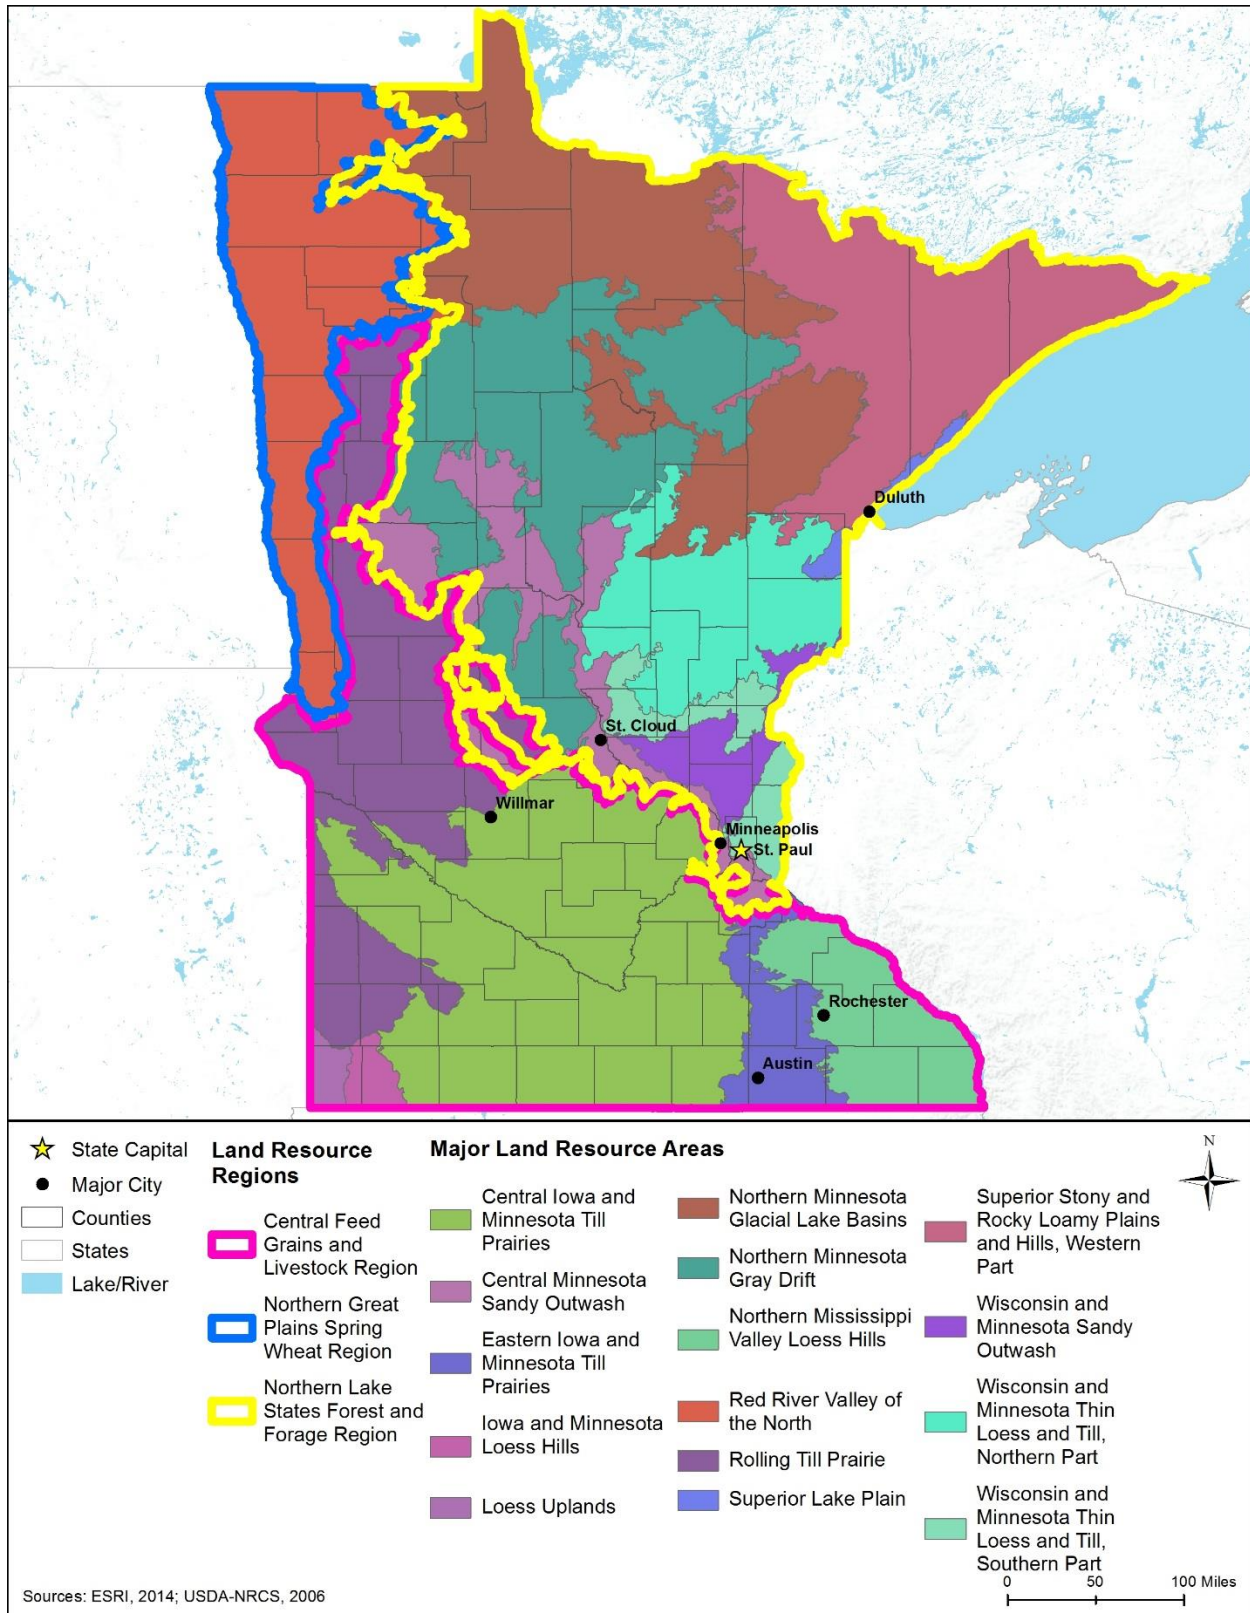 Duluth
St. Cloud
Willmar
Minneapolis
St. Paul
Rochester
Austin
State Capital
Major City
Counties
States
Lake/River
Land Resource
Regions
Central Feed
Grains and
Livestock Region
Northern Great
Plains Spring
Wheat Region
Northern Lake
States Forest and
Forage Region
Major Land Resource Areas
Central Iowa and
Minnesota Till
Prairies
Central Minnesota
Sandy Outwash
Eastern Iowa and
Minnesota Till
Prairies
Iowa and Minnesota
Loess Hills
Loess Uplands
Northern Minnesota
Glacial Lake Basins
Northern Minnesota
Gray Drift
Northern Mississippi
Valley Loess Hills
Red River Valley of
the North
Rolling Till Prairie
Superior Lake Plain
Superior Stony and
Rocky Loamy Plains
and Hills, Western
Part
Wisconsin and
Minnesota Sandy
Outwash
Wisconsin and
Minnesota Thin
Loess and Till,
Northern Part
Wisconsin and
Minnesota Thin
Loess and Till,
Southern Part
N
0 50 100 Miles
Sources: ESRI, 2014; USDA-NRCS, 2006